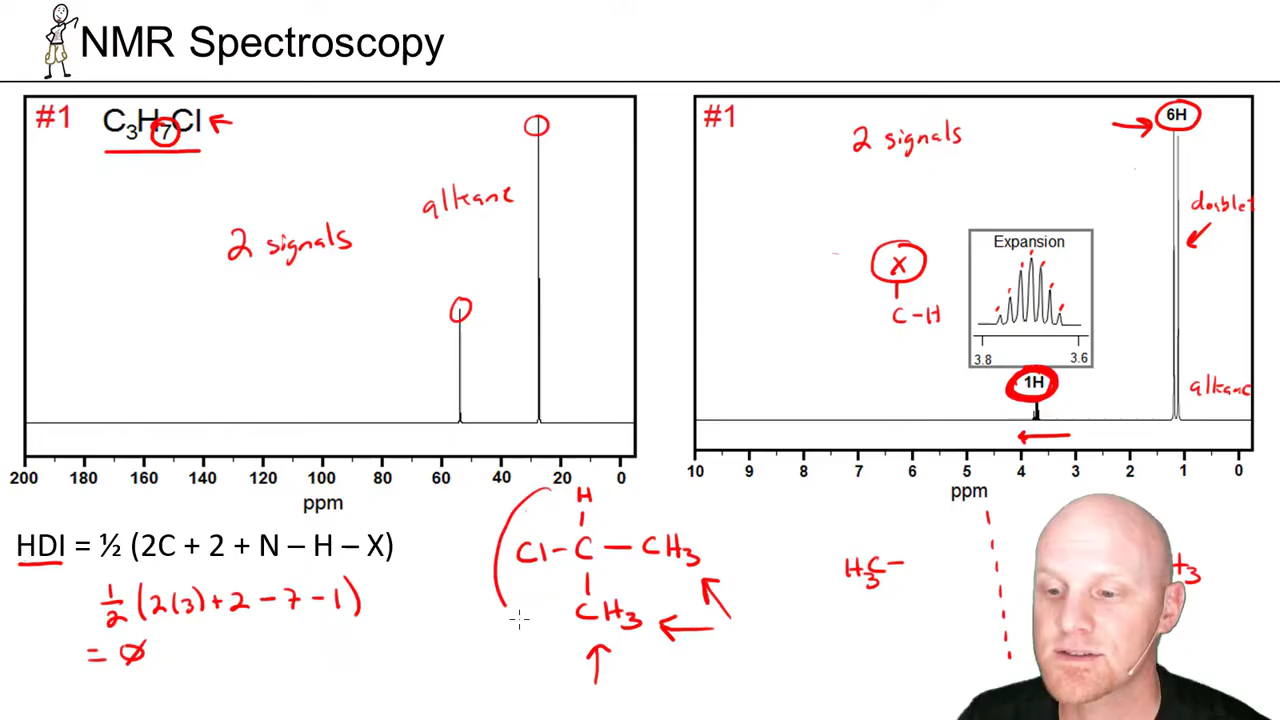 NMR Spectroscopy
#1
C₃H₇Cl
alkane
2 signals
200 180 160 140 120 100 80 60 40 20 0
ppm
#1
2 signals
6H
doublet
X
C-H
Expansion
3.8 3.6
1H
alkane
10 9 8 7 6 5 4 3 2 1 0
ppm
HDI = ½ (2C + 2 + N – H – X)
½ (2(3) + 2 - 7 - 1)
= 0
H
Cl - C - CH₃
CH₃
H₃C-